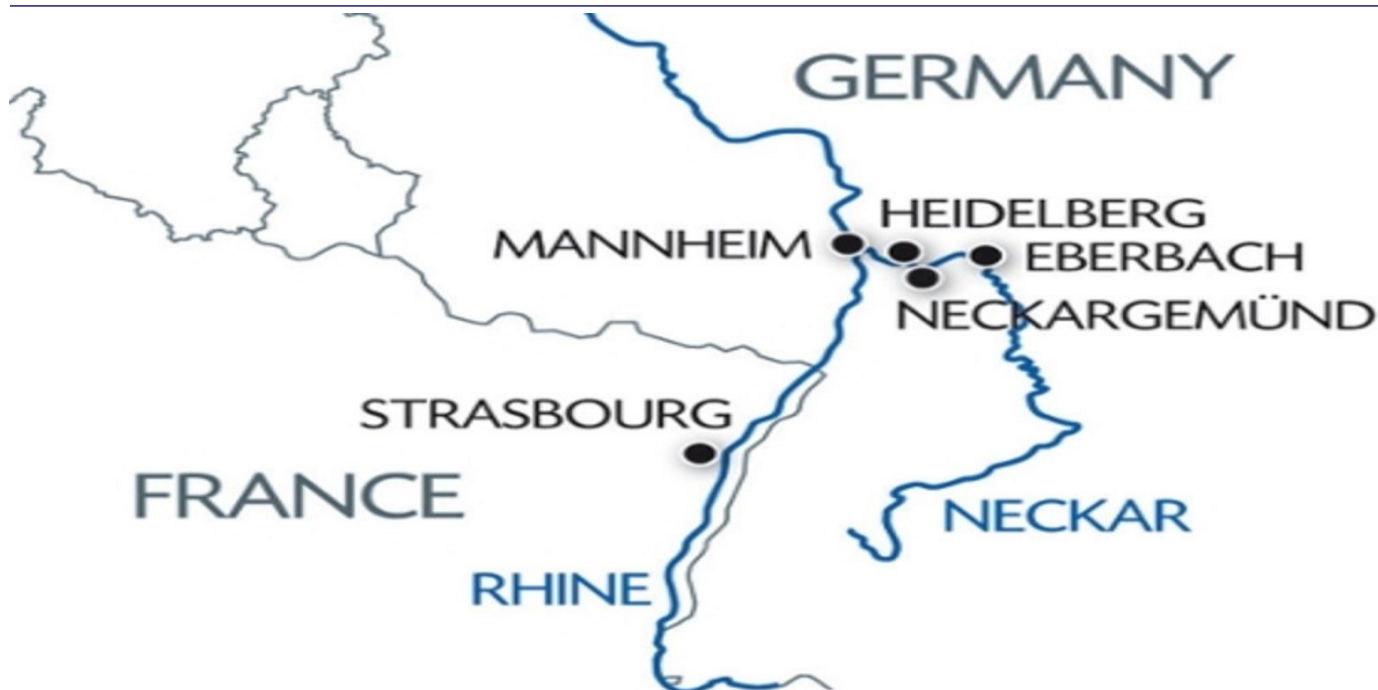 GERMANY
HEIDELBERG
MANNHEIM
EBERBACH
NECKARGEMÜND
STRASBOURG
FRANCE
NECKAR
RHINE